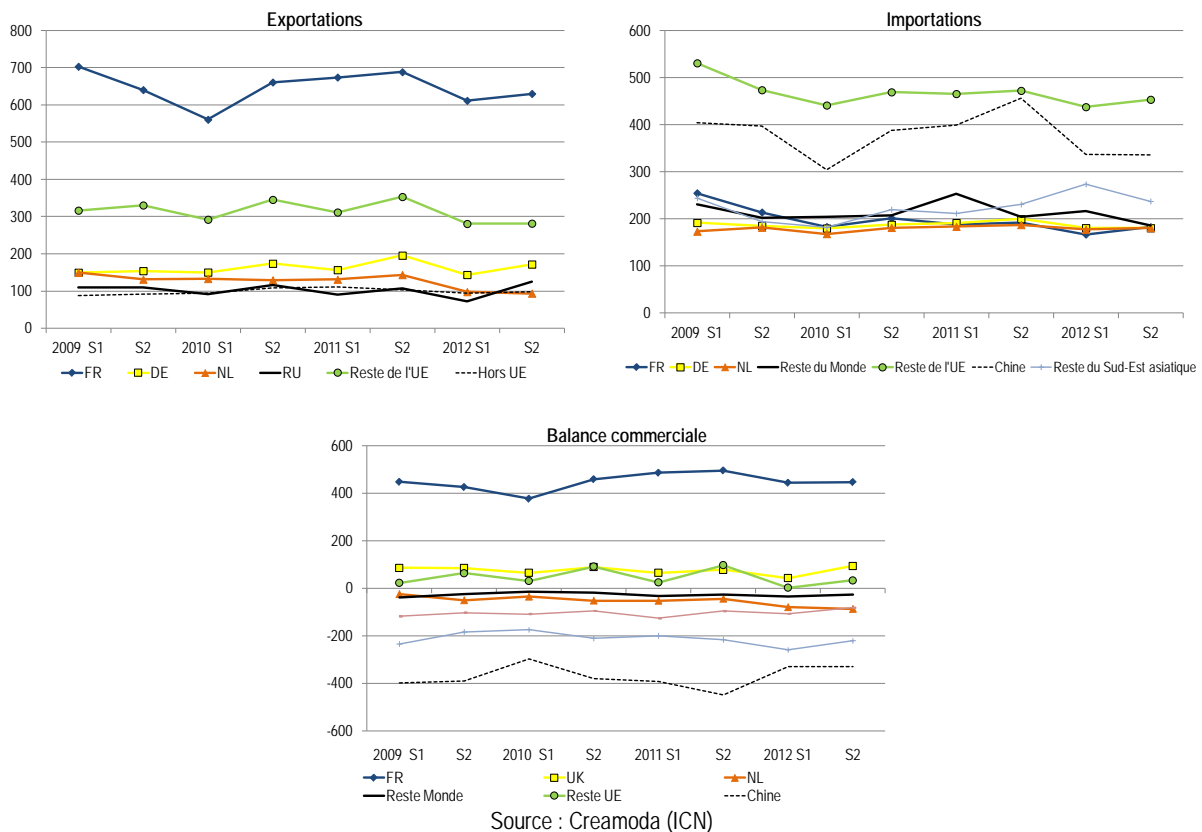 Exportations
800
700
600
500
400
300
200
100
0
2009 S1 S2 2010 S1 S2 2011 S1 S2 2012 S1 S2
FR DE NL RU Reste de l'UE Hors UE
Importations
600
500
400
300
200
100
0
2009 S1 S2 2010 S1 S2 2011 S1 S2 2012 S1 S2
FR DE NL Reste du Monde Reste de l'UE Chine Reste du Sud-Est asiatique
Balance commerciale
600
400
200
0
-200
-400
-600
2009 S1 S2 2010 S1 S2 2011 S1 S2 2012 S1 S2
FR UK NL
Reste Monde Reste UE Chine
Source : Creamoda (ICN)